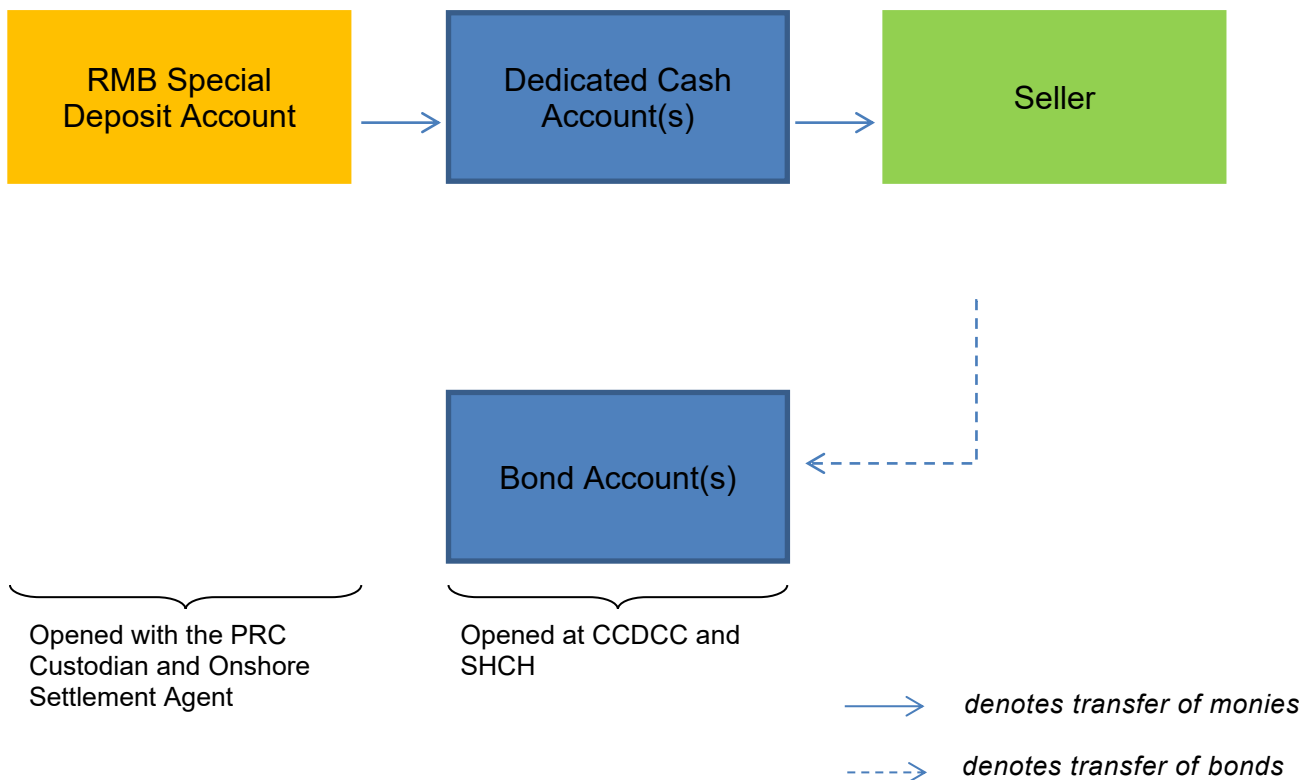 RMB Special
Deposit Account
Dedicated Cash
Account(s)
Seller
Bond Account(s)
Opened with the PRC
Custodian and Onshore
Settlement Agent
Opened at CCDCC and
SHCH
denotes transfer of monies
denotes transfer of bonds